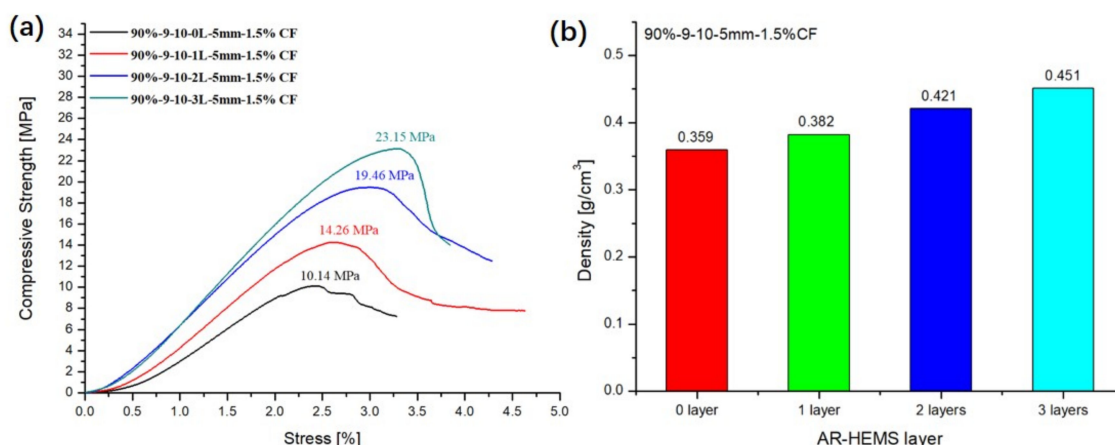 (a)
90%-9-10-0L-5mm-1.5% CF
90%-9-10-1L-5mm-1.5% CF
90%-9-10-2L-5mm-1.5% CF
90%-9-10-3L-5mm-1.5% CF
34
32
30
28
26
24
22
20
18
16
14
12
10
8
6
4
2
0
Compressive Strength [MPa]
23.15 MPa
19.46 MPa
14.26 MPa
10.14 MPa
0.0 0.5 1.0 1.5 2.0 2.5 3.0 3.5 4.0 4.5 5.0
Stress [%]
(b)
90%-9-10-5mm-1.5%CF
0.5
0.4
0.3
0.2
0.1
0.0
Density [g/cm³]
0.359
0.382
0.421
0.451
0 layer 1 layer 2 layers 3 layers
AR-HEMS layer